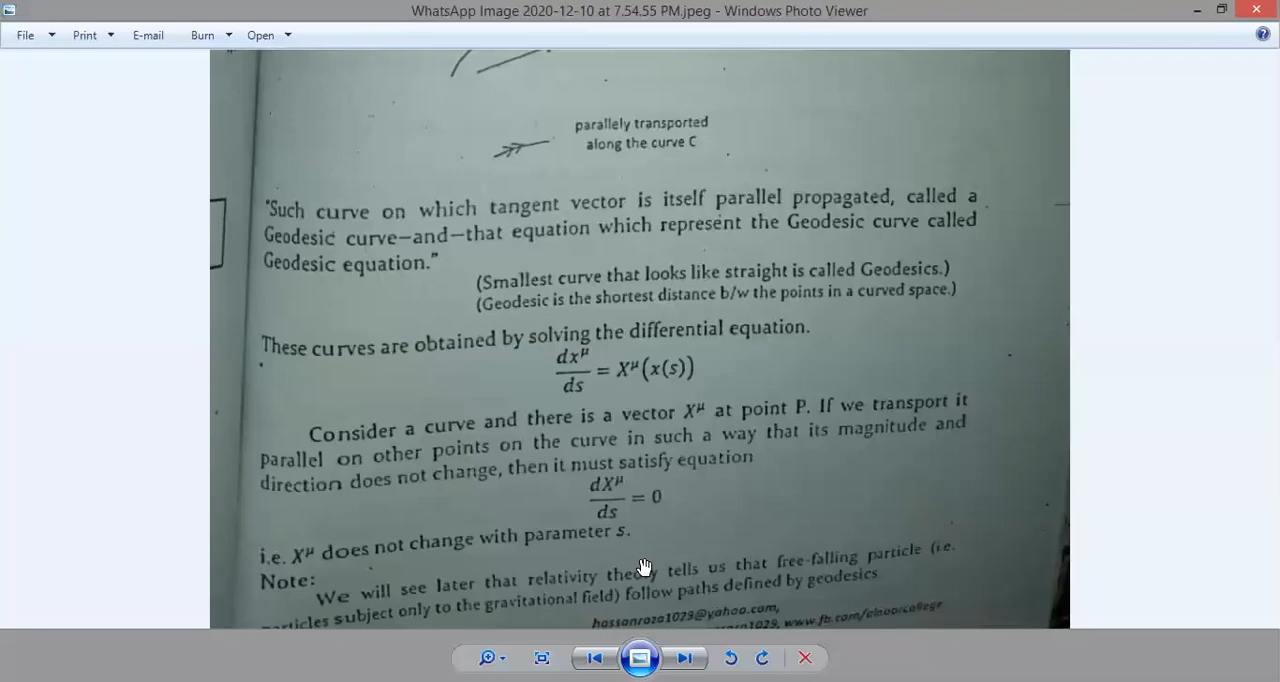 WhatsApp Image 2020-12-10 at 7.54.55 PM.jpeg - Windows Photo Viewer
File Print E-mail Burn Open
parallely transported
along the curve C
"Such curve on which tangent vector is itself parallel propagated, called a
Geodesic curve—and—that equation which represent the Geodesic curve called
Geodesic equation."
(Smallest curve that looks like straight is called Geodesics.)
(Geodesic is the shortest distance b/w the points in a curved space.)
These curves are obtained by solving the differential equation.
dx^μ/ds = X^μ(x(s))
Consider a curve and there is a vector X^μ at point P. If we transport it
parallel on other points on the curve in such a way that its magnitude and
direction does not change, then it must satisfy equation
dX^μ/ds = 0
i.e. X^μ does not change with parameter s.
Note:
We will see later that relativity theory tells us that free-falling particle (i.e.
particles subject only to the gravitational field) follow paths defined by geodesics
hassanraza1029@yahoo.com,